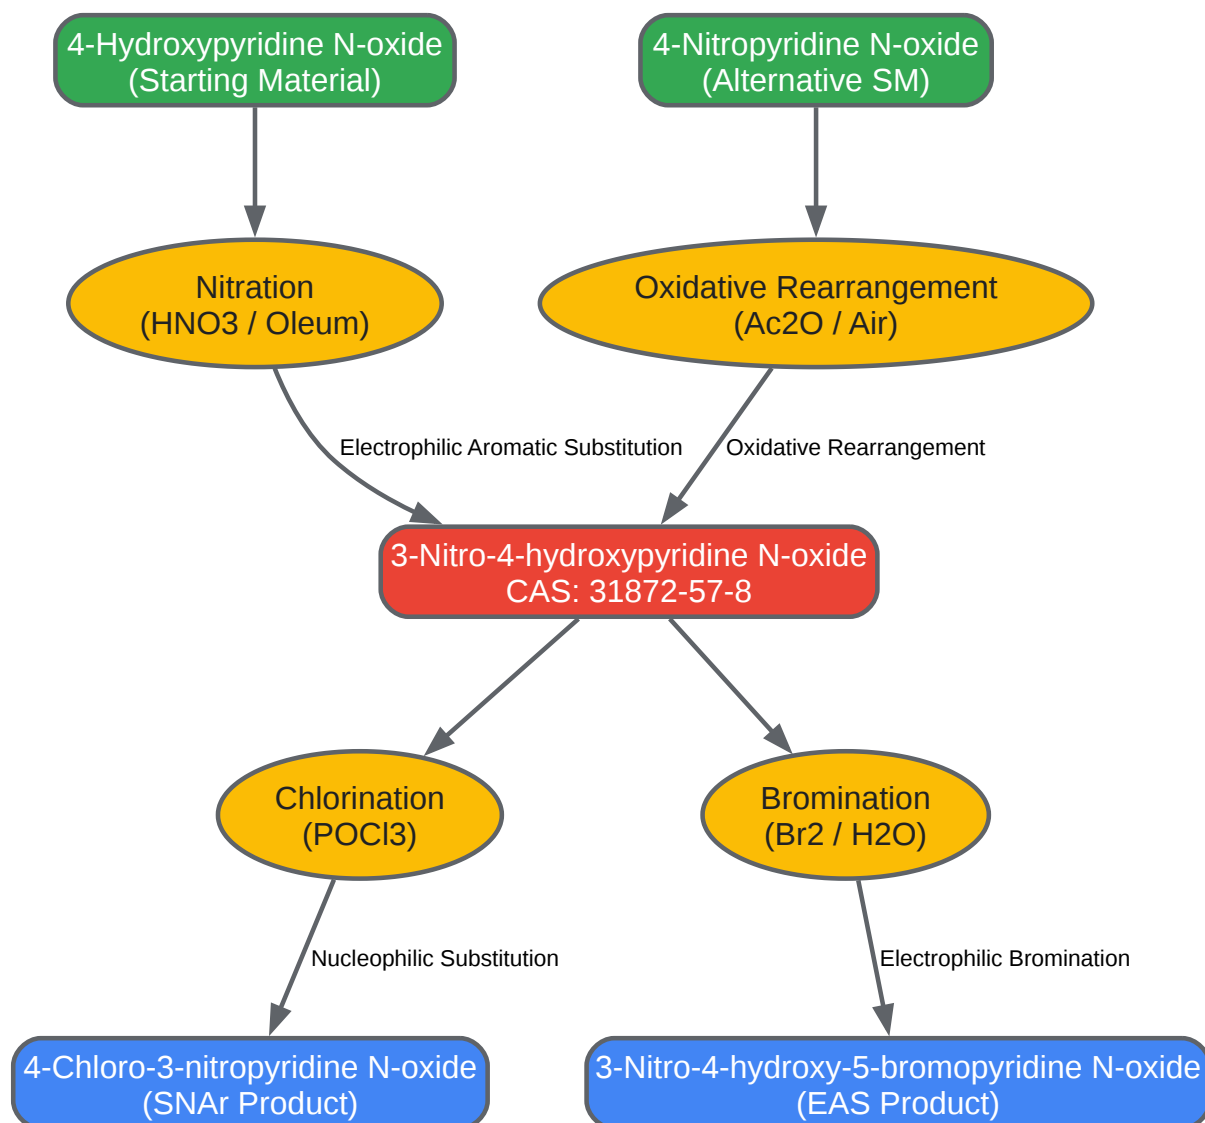 4-Hydroxypyridine N-oxide
(Starting Material)
4-Nitropyridine N-oxide
(Alternative SM)
Nitration
(HNO3 / Oleum)
Oxidative Rearrangement
(Ac2O / Air)
Electrophilic Aromatic Substitution
Oxidative Rearrangement
3-Nitro-4-hydroxypyridine N-oxide
CAS: 31872-57-8
Chlorination
(POCl3)
Bromination
(Br2 / H2O)
Nucleophilic Substitution
Electrophilic Bromination
4-Chloro-3-nitropyridine N-oxide
(SNAr Product)
3-Nitro-4-hydroxy-5-bromopyridine N-oxide
(EAS Product)